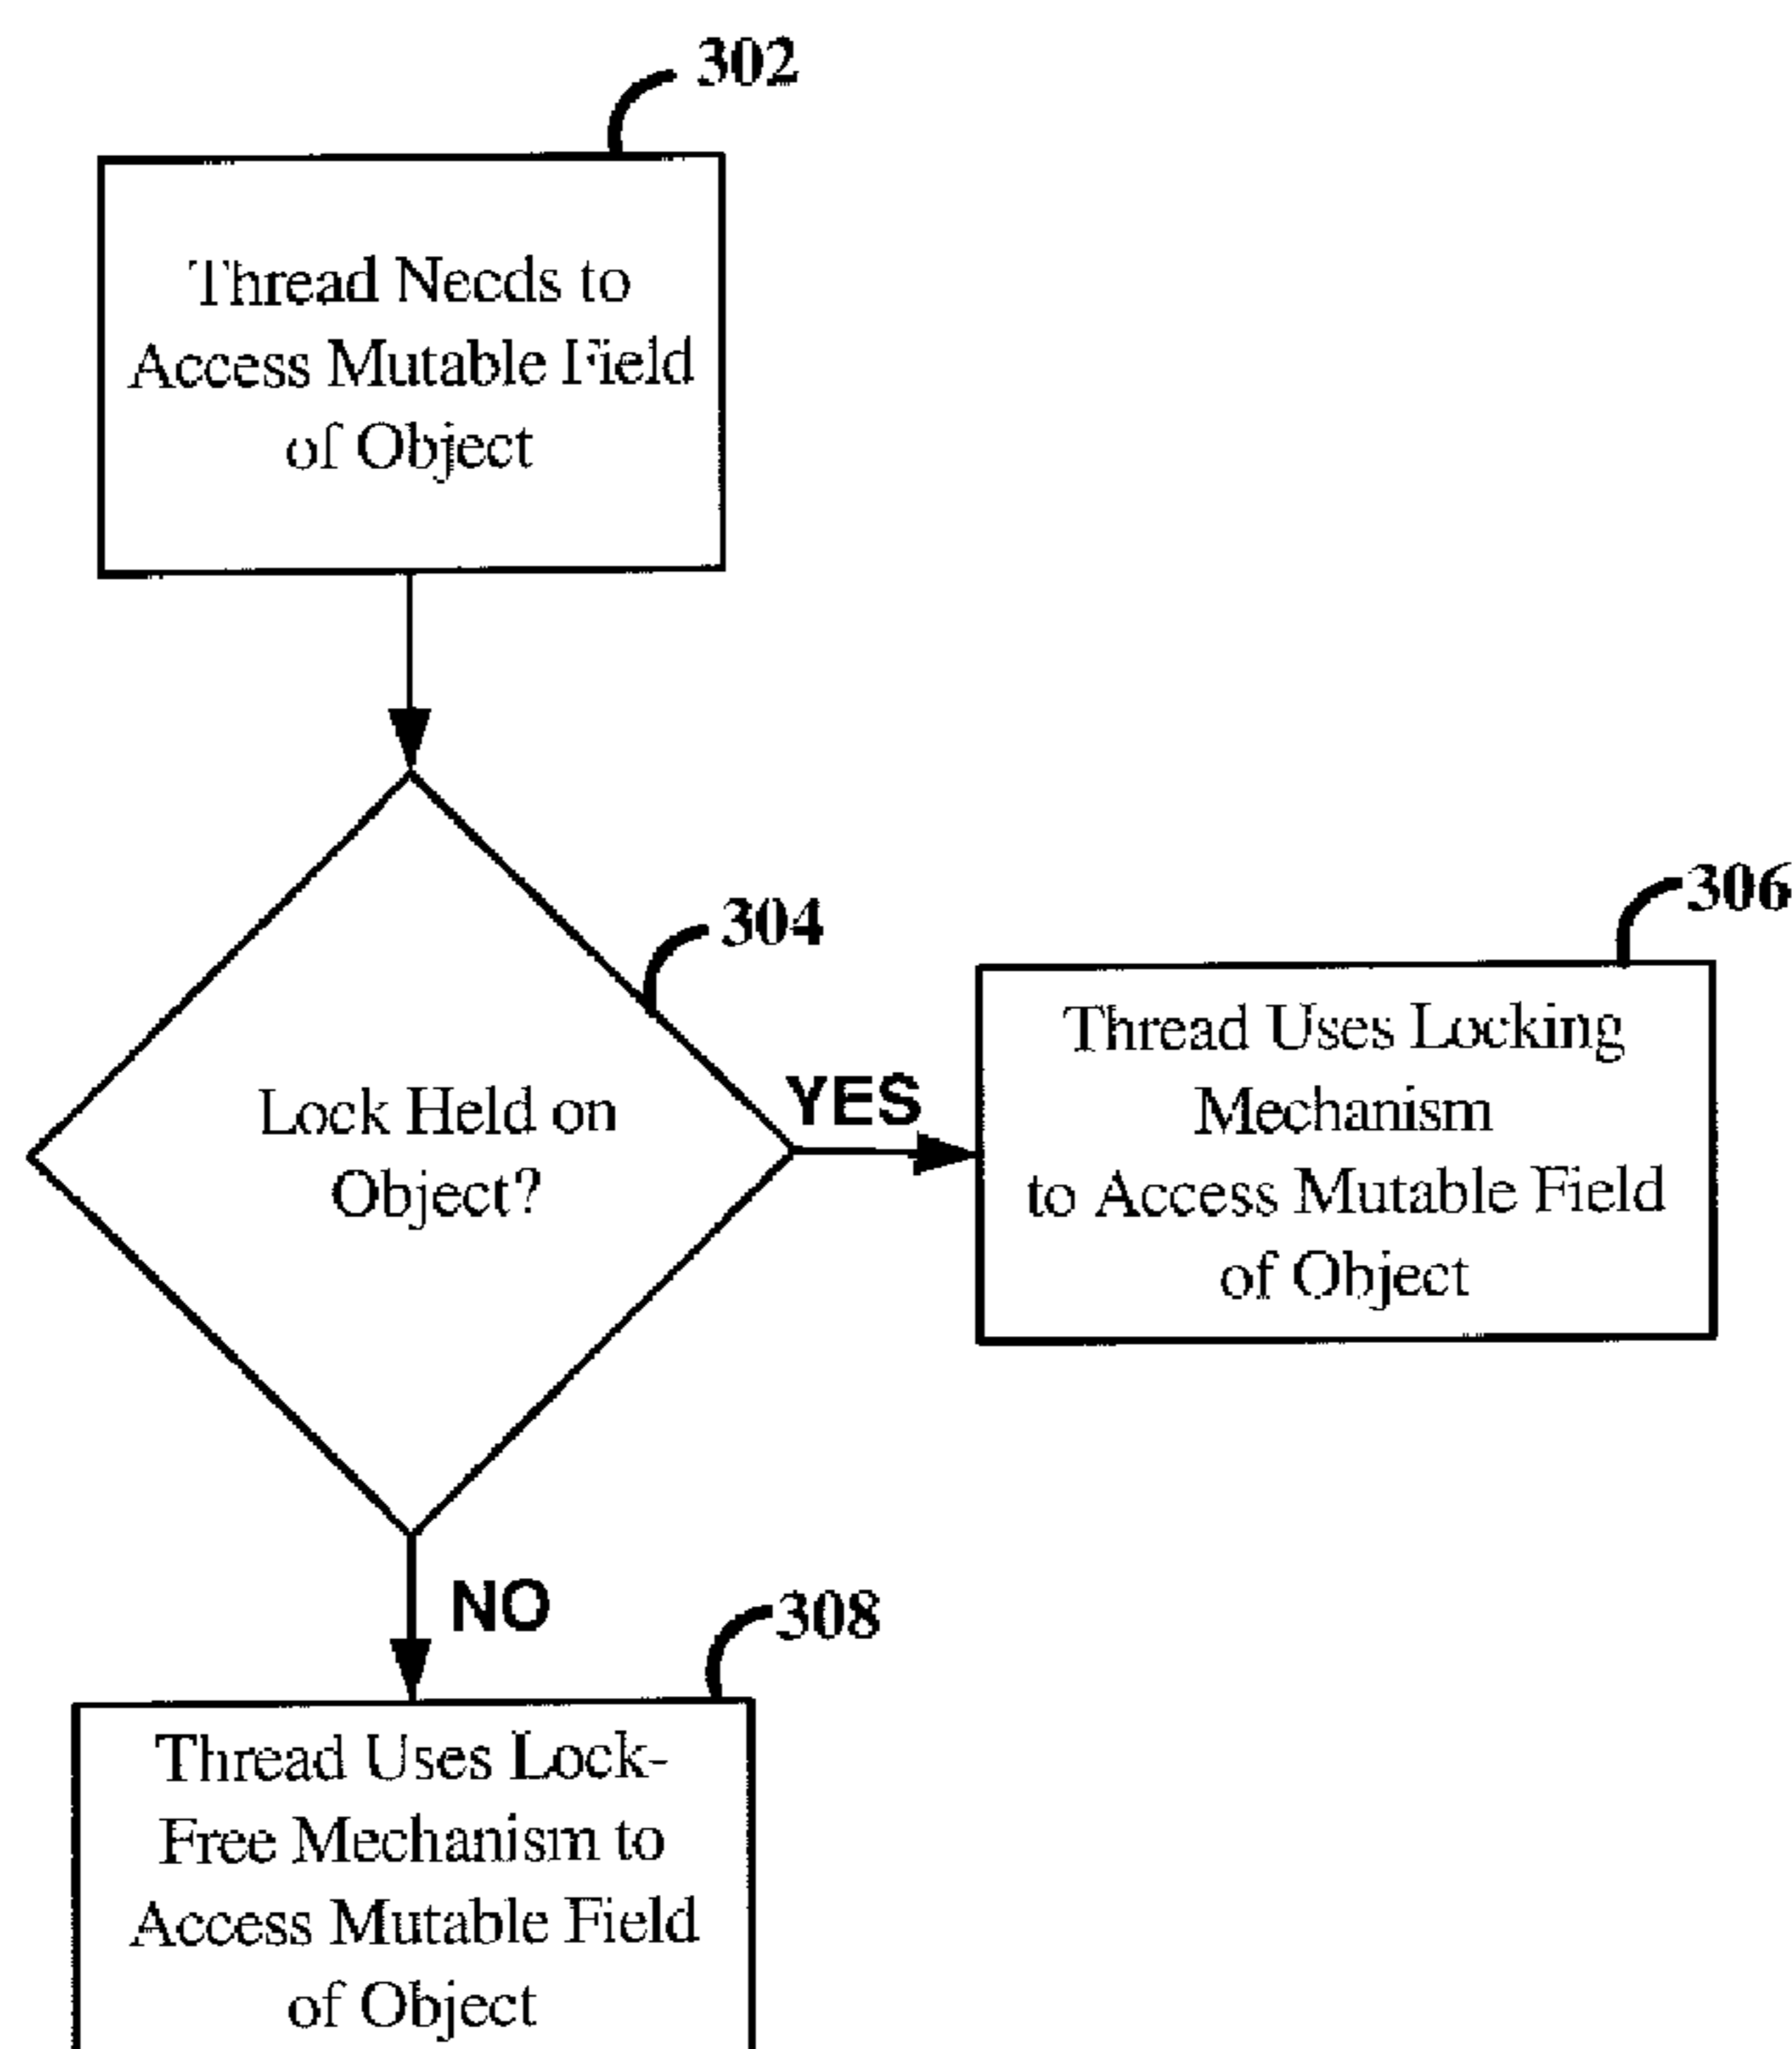 302
Thread Needs to
Access Mutable Field
of Object
304
Lock Held on
Object?
YES
306
Thread Uses Locking
Mechanism
to Access Mutable Field
of Object
NO
308
Thread Uses Lock-
Free Mechanism to
Access Mutable Field
of Object